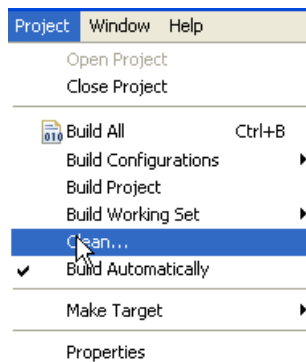 Project Window Help
Open Project
Close Project
010 Build All Ctrl+B
Build Configurations
Build Project
Build Working Set
Clean...
Build Automatically
Make Target
Properties